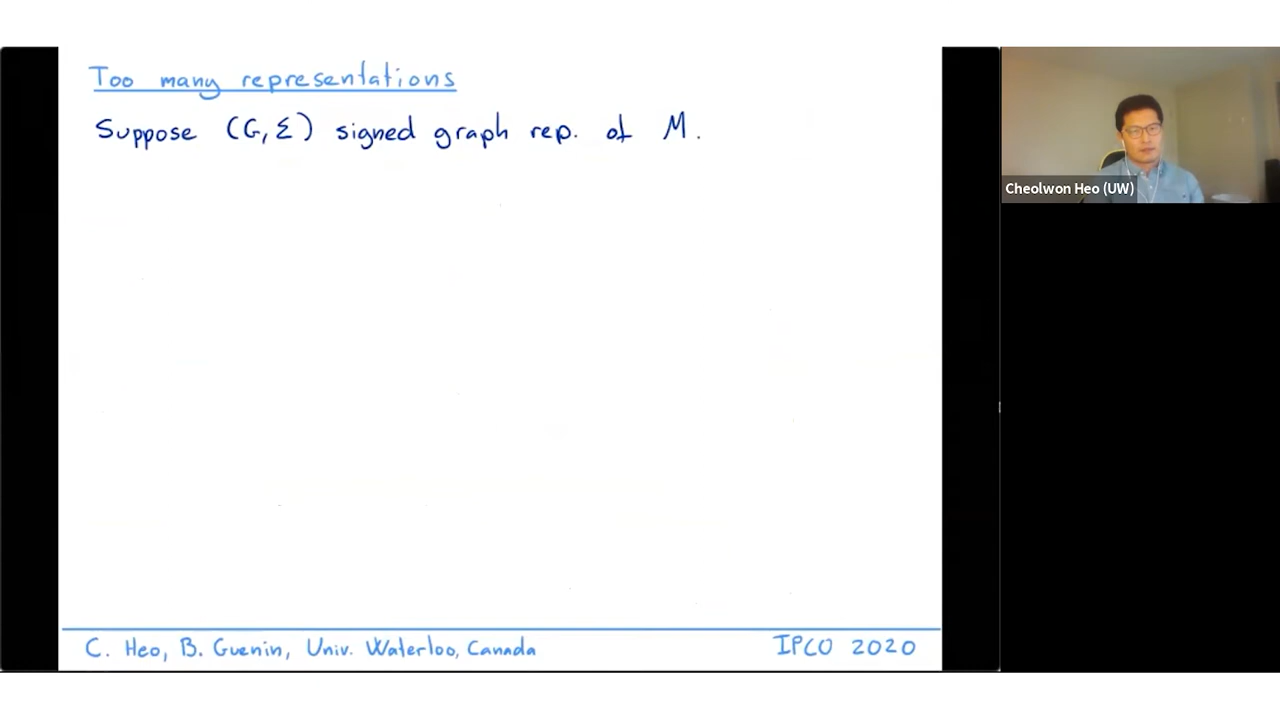 Too many representations
Suppose (G, Σ) signed graph rep. of M.
Cheolwon Heo (UW)
C. Heo, B. Guenin, Univ. Waterloo, Canada
IPCO 2020